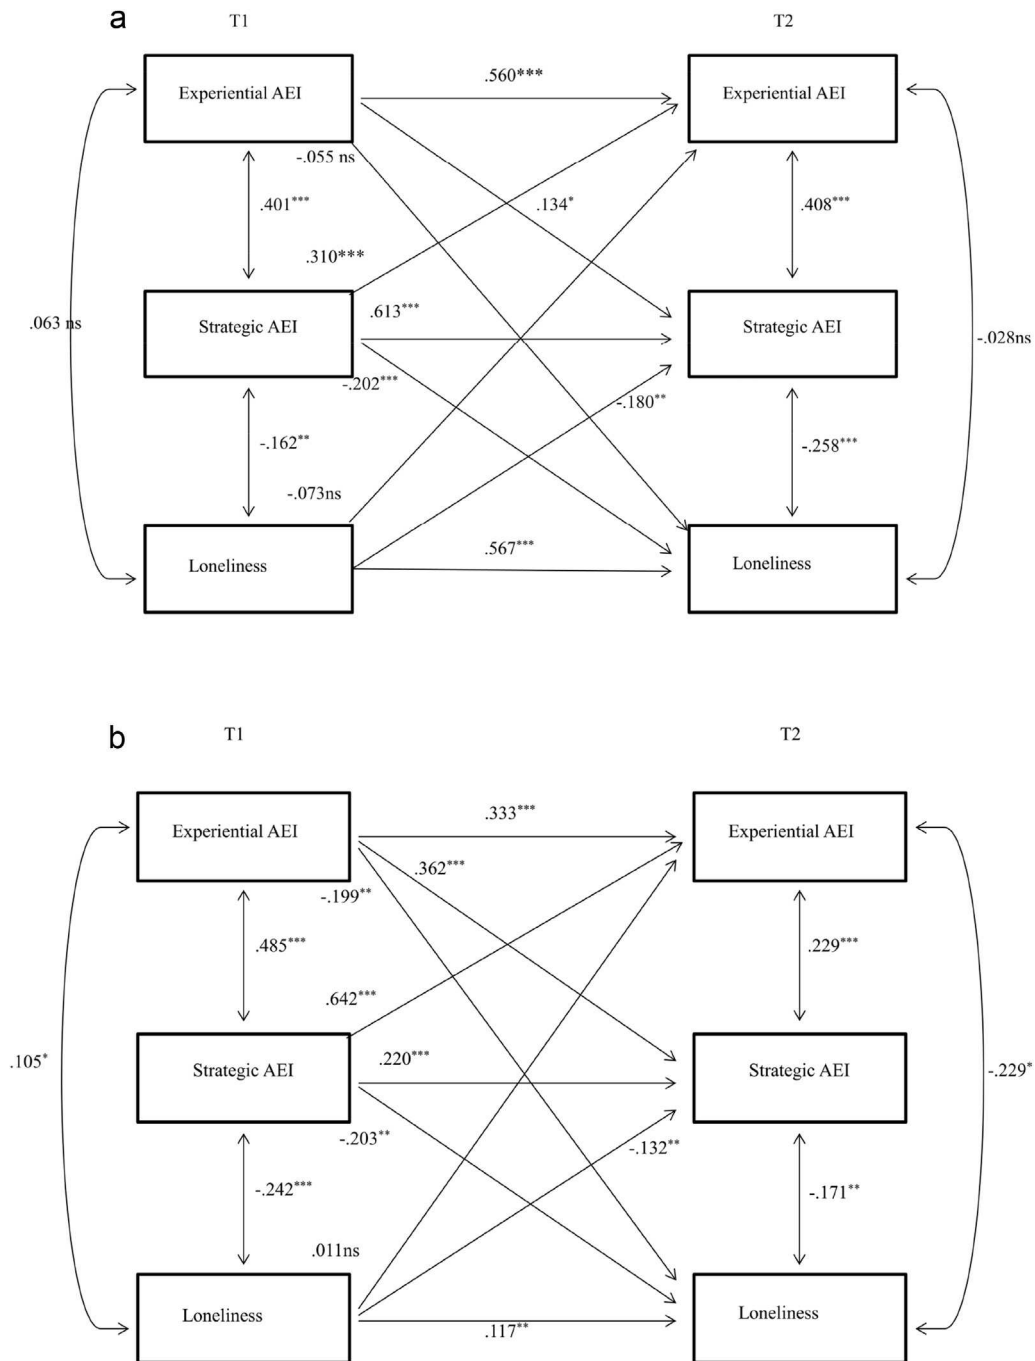 a
T1 T2
Experiential AEI .560*** Experiential AEI
-.055 ns
.401*** .134* .408***
.310***
.063 ns Strategic AEI .613*** Strategic AEI -.028ns
-.202*** -.180**
-.162** -.258***
-.073ns
Loneliness .567*** Loneliness
b
T1 T2
Experiential AEI .333*** Experiential AEI
.362***
-.199**
.485*** .229***
.642***
.105* Strategic AEI .220*** Strategic AEI -.229*
-.203** -.132**
-.242*** -.171**
.011ns
Loneliness .117** Loneliness